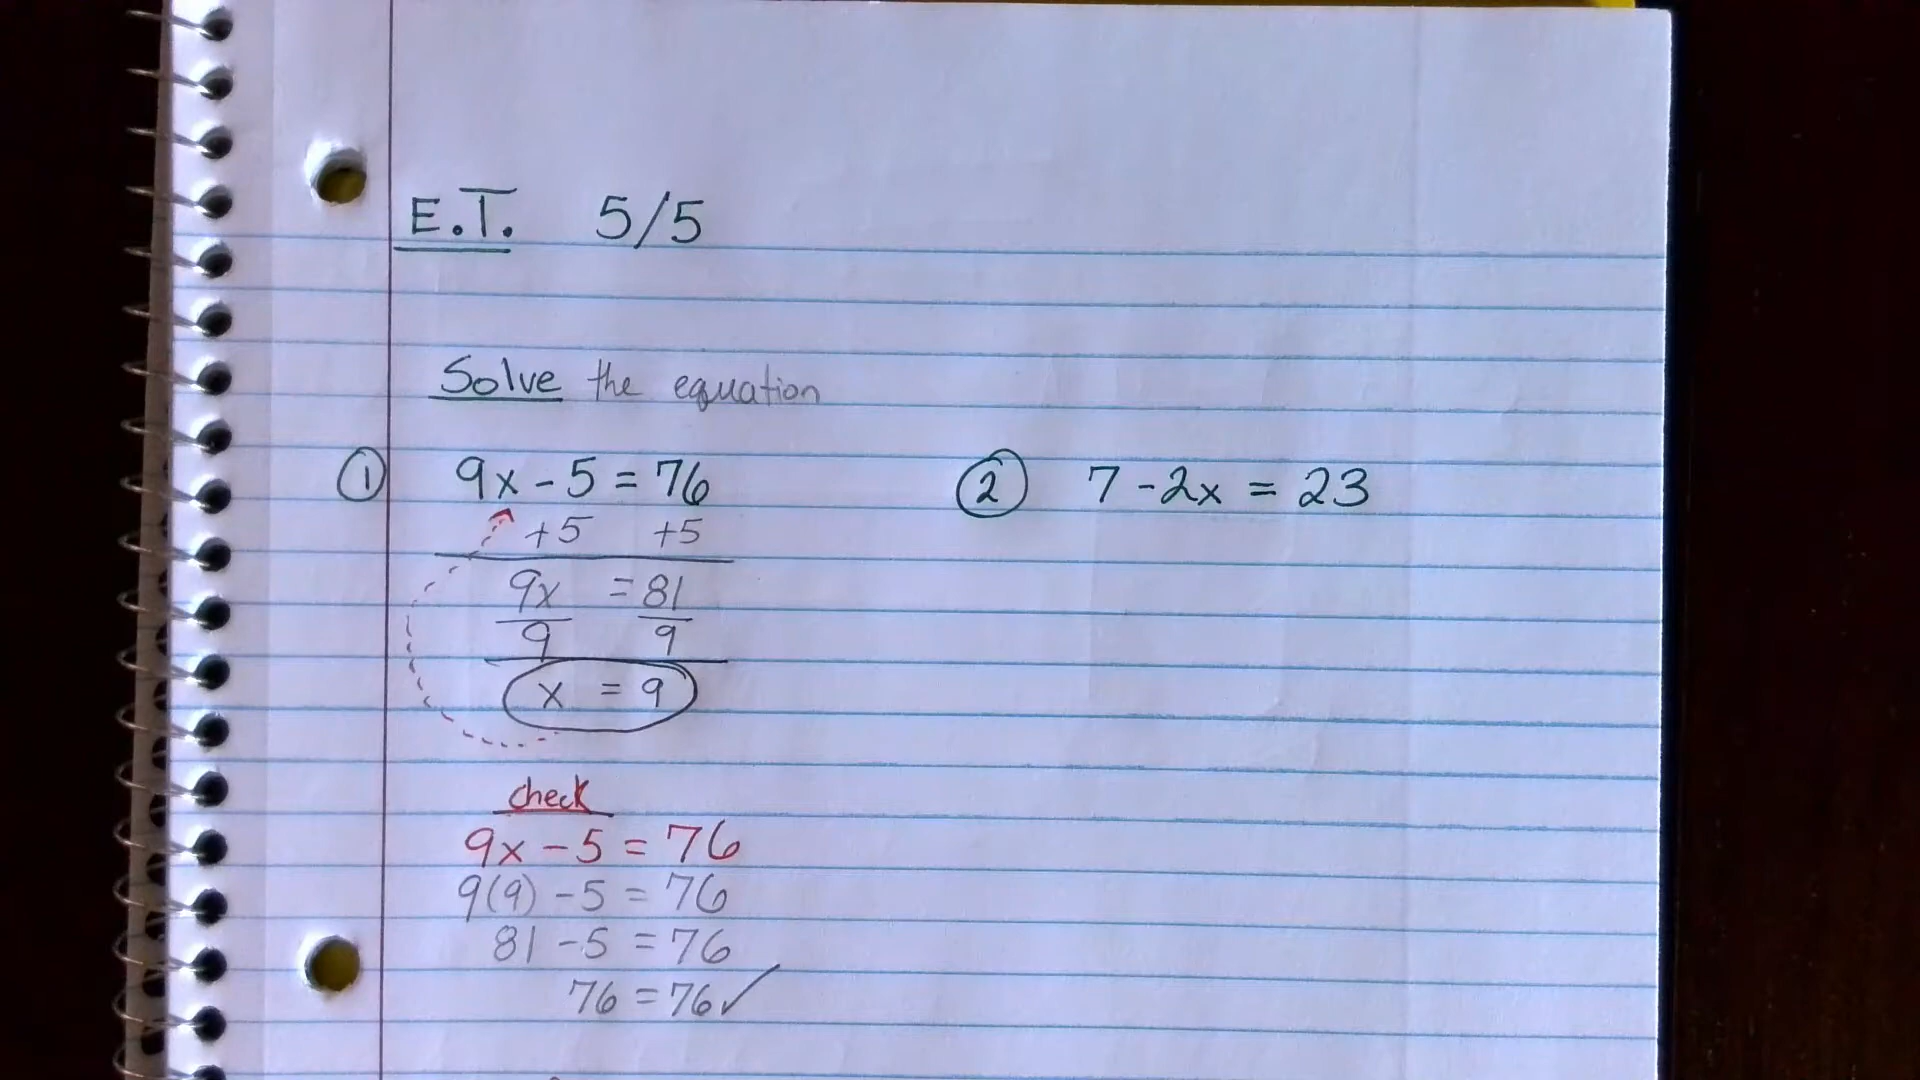 E.T. 5/5
Solve the equation
① 9x - 5 = 76
+5 +5
9x = 81
9 9
x = 9
check
9x - 5 = 76
9(9) - 5 = 76
81 - 5 = 76
76 = 76 ✓
② 7 - 2x = 23